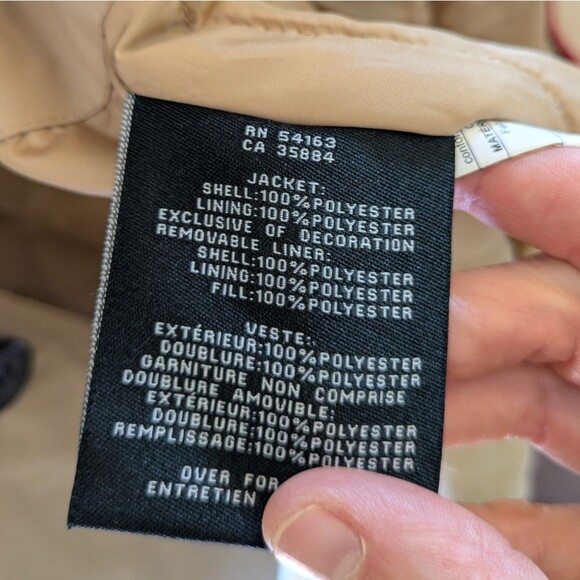 RN 54163
CA 35884
JACKET:
SHELL:100%POLYESTER
LINING:100%POLYESTER
EXCLUSIVE OF DECORATION
REMOVABLE LINER:
SHELL:100%POLYESTER
LINING:100%POLYESTER
FILL:100%POLYESTER
VESTE:
EXTÉRIEUR:100%POLYESTER
DOUBLURE:100%POLYESTER
GARNITURE NON COMPRISE
DOUBLURE AMOVIBLE:
EXTÉRIEUR:100%POLYESTER
DOUBLURE:100%POLYESTER
REMPLISSAGE:100%POLYESTER
OVER FOR
ENTRETIEN